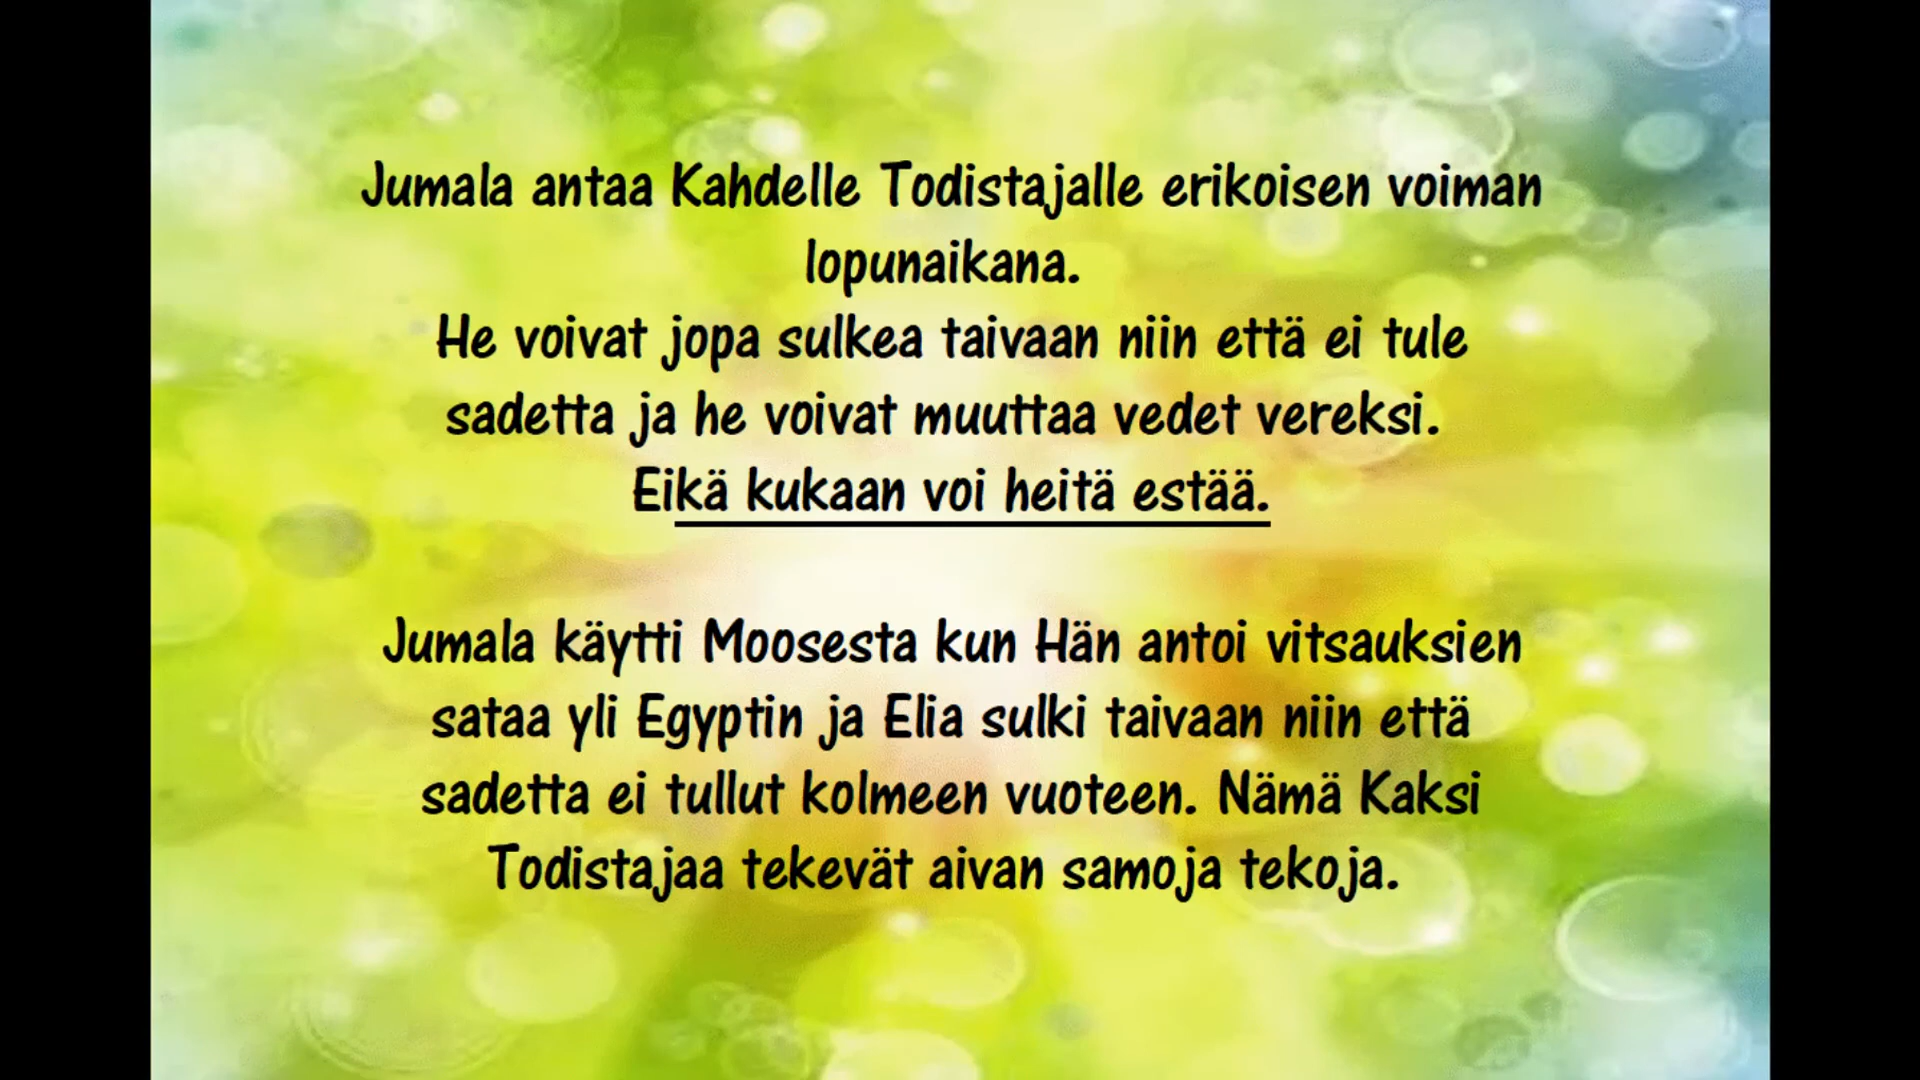 Jumala antaa Kahdelle Todistajalle erikoisen voiman
lopunaikana.
He voivat jopa sulkea taivaan niin että ei tule
sadetta ja he voivat muuttaa vedet vereksi.
Eikä kukaan voi heitä estää.
Jumala käytti Moosesta kun Hän antoi vitsauksien
sataa yli Egyptin ja Elia sulki taivaan niin että
sadetta ei tullut kolmeen vuoteen. Nämä Kaksi
Todistajaa tekevät aivan samoja tekoja.